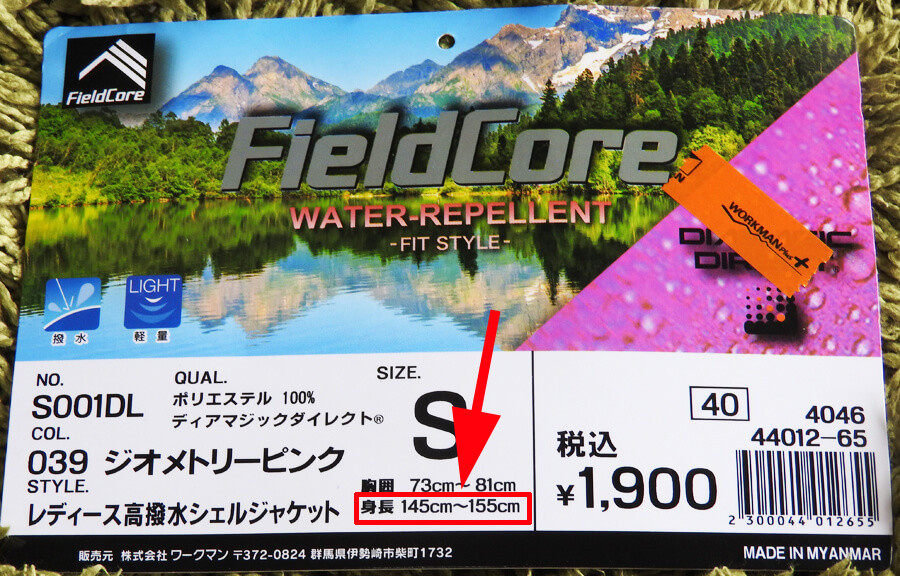 FieldCore
FieldCore
WATER-REPELLENT
-FIT STYLE-
WORKMAN Plus+
LIGHT
撥水
軽量
NO.
S001DL
QUAL.
ポリエステル 100%
ディアマジックダイレクト®
SIZE.
S
COL.
039 ジオメトリーピンク
STYLE.
レディース高撥水シェルジャケット
胸囲 73cm～81cm
身長 145cm～155cm
40
4046
44012-65
税込
¥1,900
2 300044 012655
販売元 株式会社 ワークマン 〒372-0824 群馬県伊勢崎市柴町1732
MADE IN MYANMAR